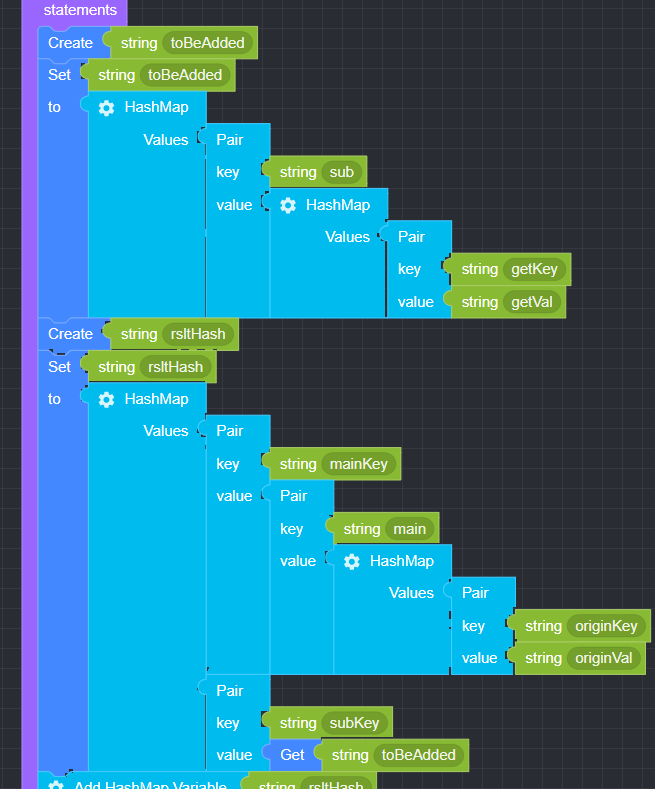 statements
Create string toBeAdded
Set string toBeAdded
to HashMap
Values Pair
key string sub
value HashMap
Values Pair
key string getKey
value string getVal
Create string rsltHash
Set string rsltHash
to HashMap
Values Pair
key string mainKey
value Pair
key string main
value HashMap
Values Pair
key string originKey
value string originVal
Pair
key string subKey
value Get string toBeAdded
Add HashMap Variable string rsltHash